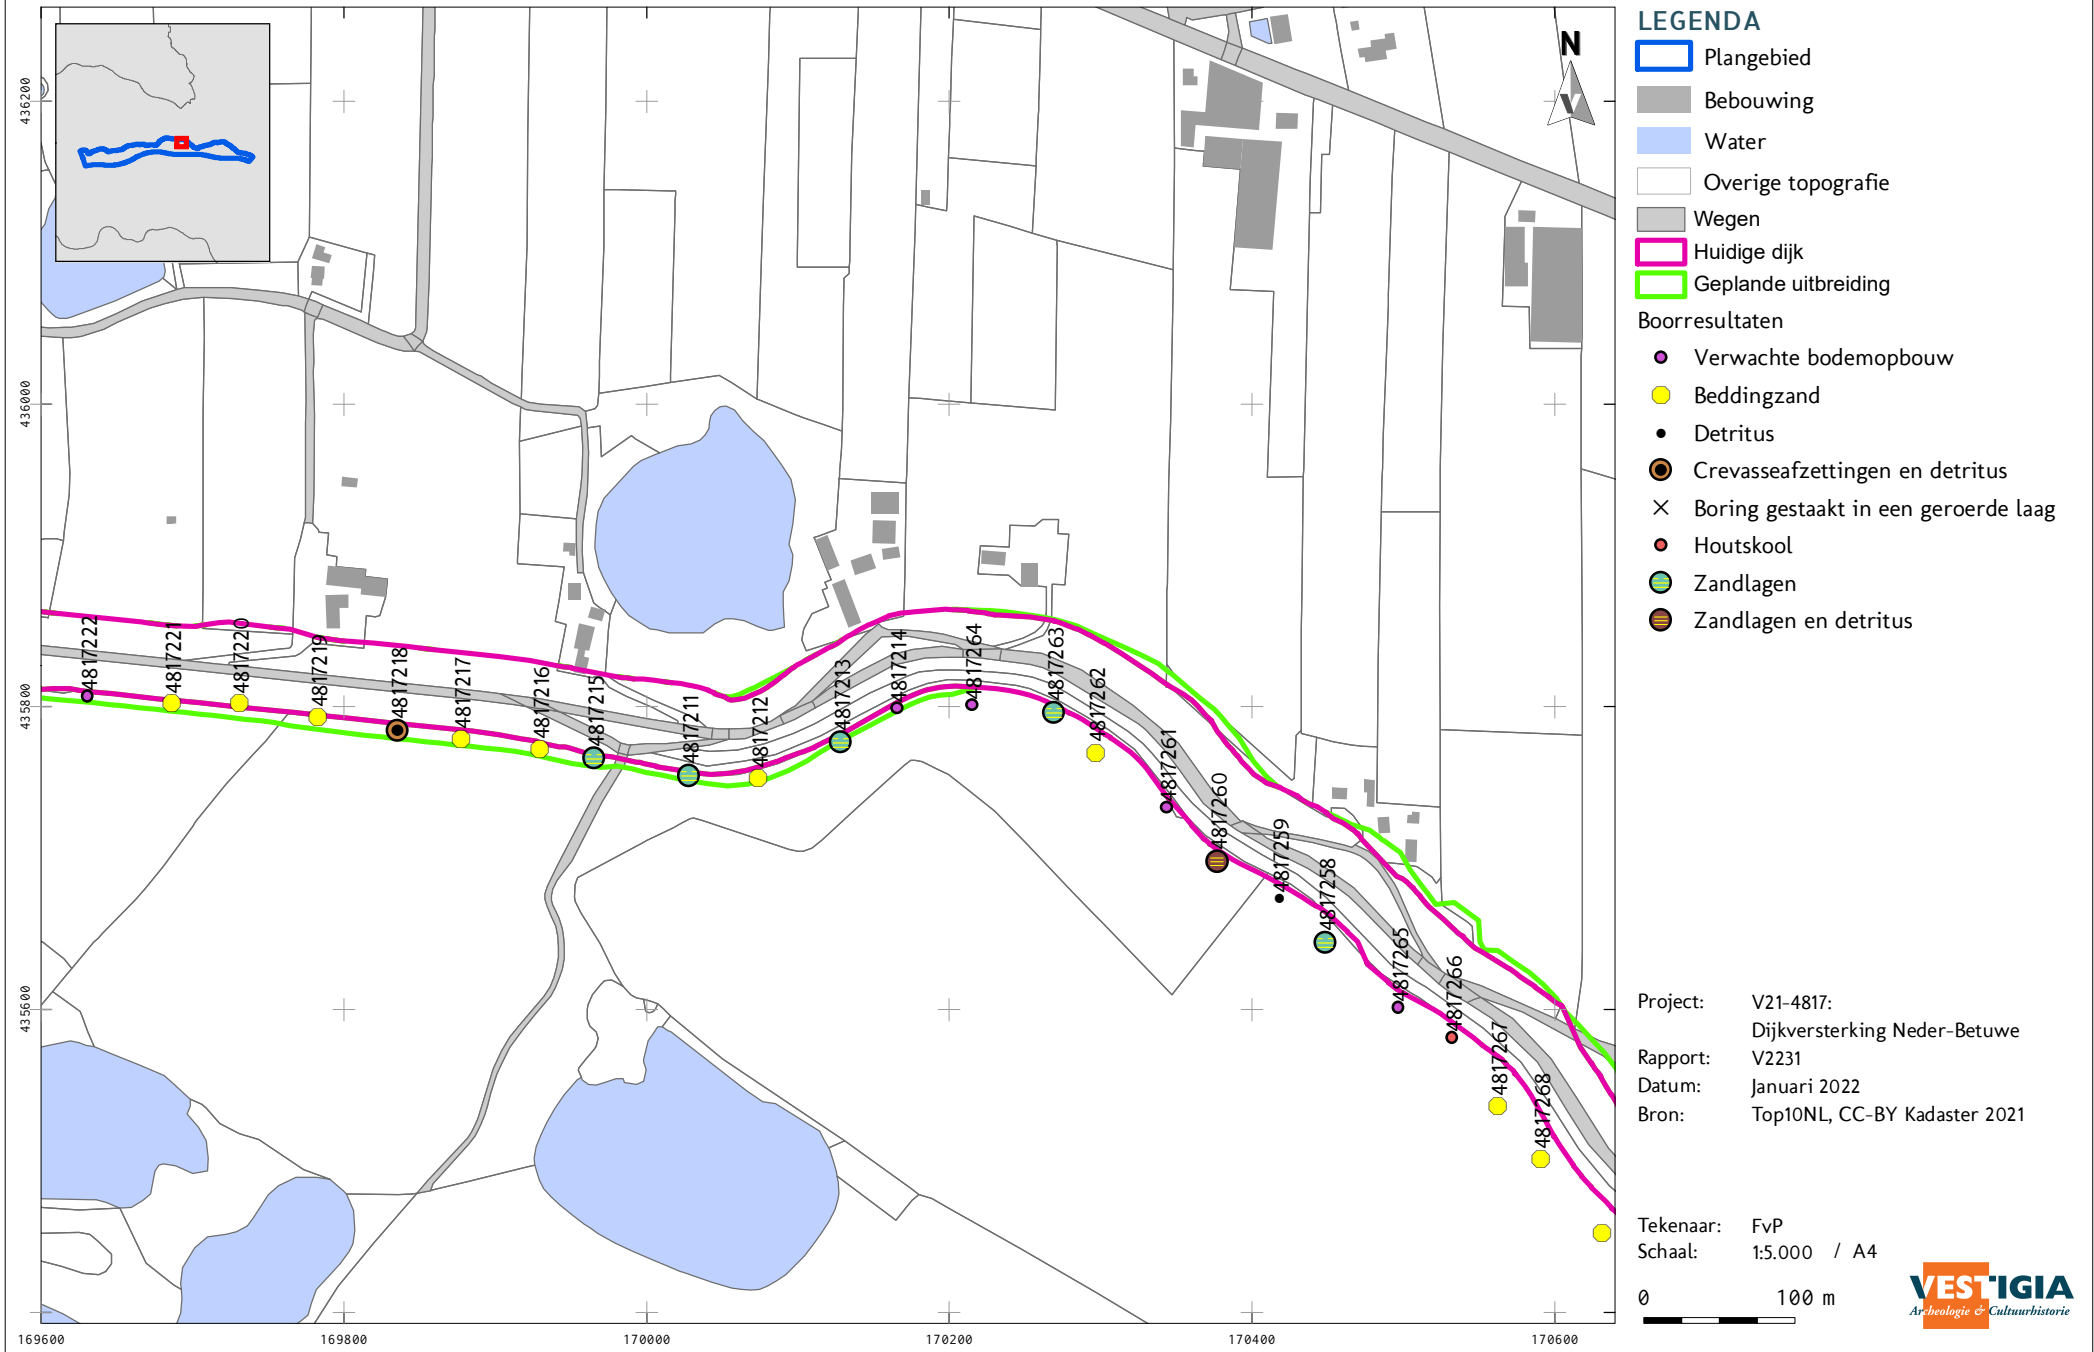 LEGENDA
Plangebied
Bebouwing
Water
Overige topografie
Wegen
Huidige dijk
Geplande uitbreiding
Boorresultaten
Verwachte bodemopbouw
Beddingzand
Detritus
Crevasseafzettingen en detritus
Boring gestaakt in een geroerde laag
Houtskool
Zandlagen
Zandlagen en detritus
N
V
436200
436000
435800
435600
4817222
4817221
4817220
4817219
4817218
4817217
4817216
4817215
4817211
4817212
4817213
4817214
4817264
4817263
4817262
4817261
4817260
4817259
4817258
4817265
4817266
4817267
4817268
169600
169800
170000
170200
170400
170600
Project: V21-4817:
Dijkversterking Neder-Betuwe
Rapport: V2231
Datum: Januari 2022
Bron: Top10NL, CC-BY Kadaster 2021
Tekenaar: FvP
Schaal: 1:5.000 / A4
0 100 m
VESTIGIA
Archeologie & Cultuurhistorie